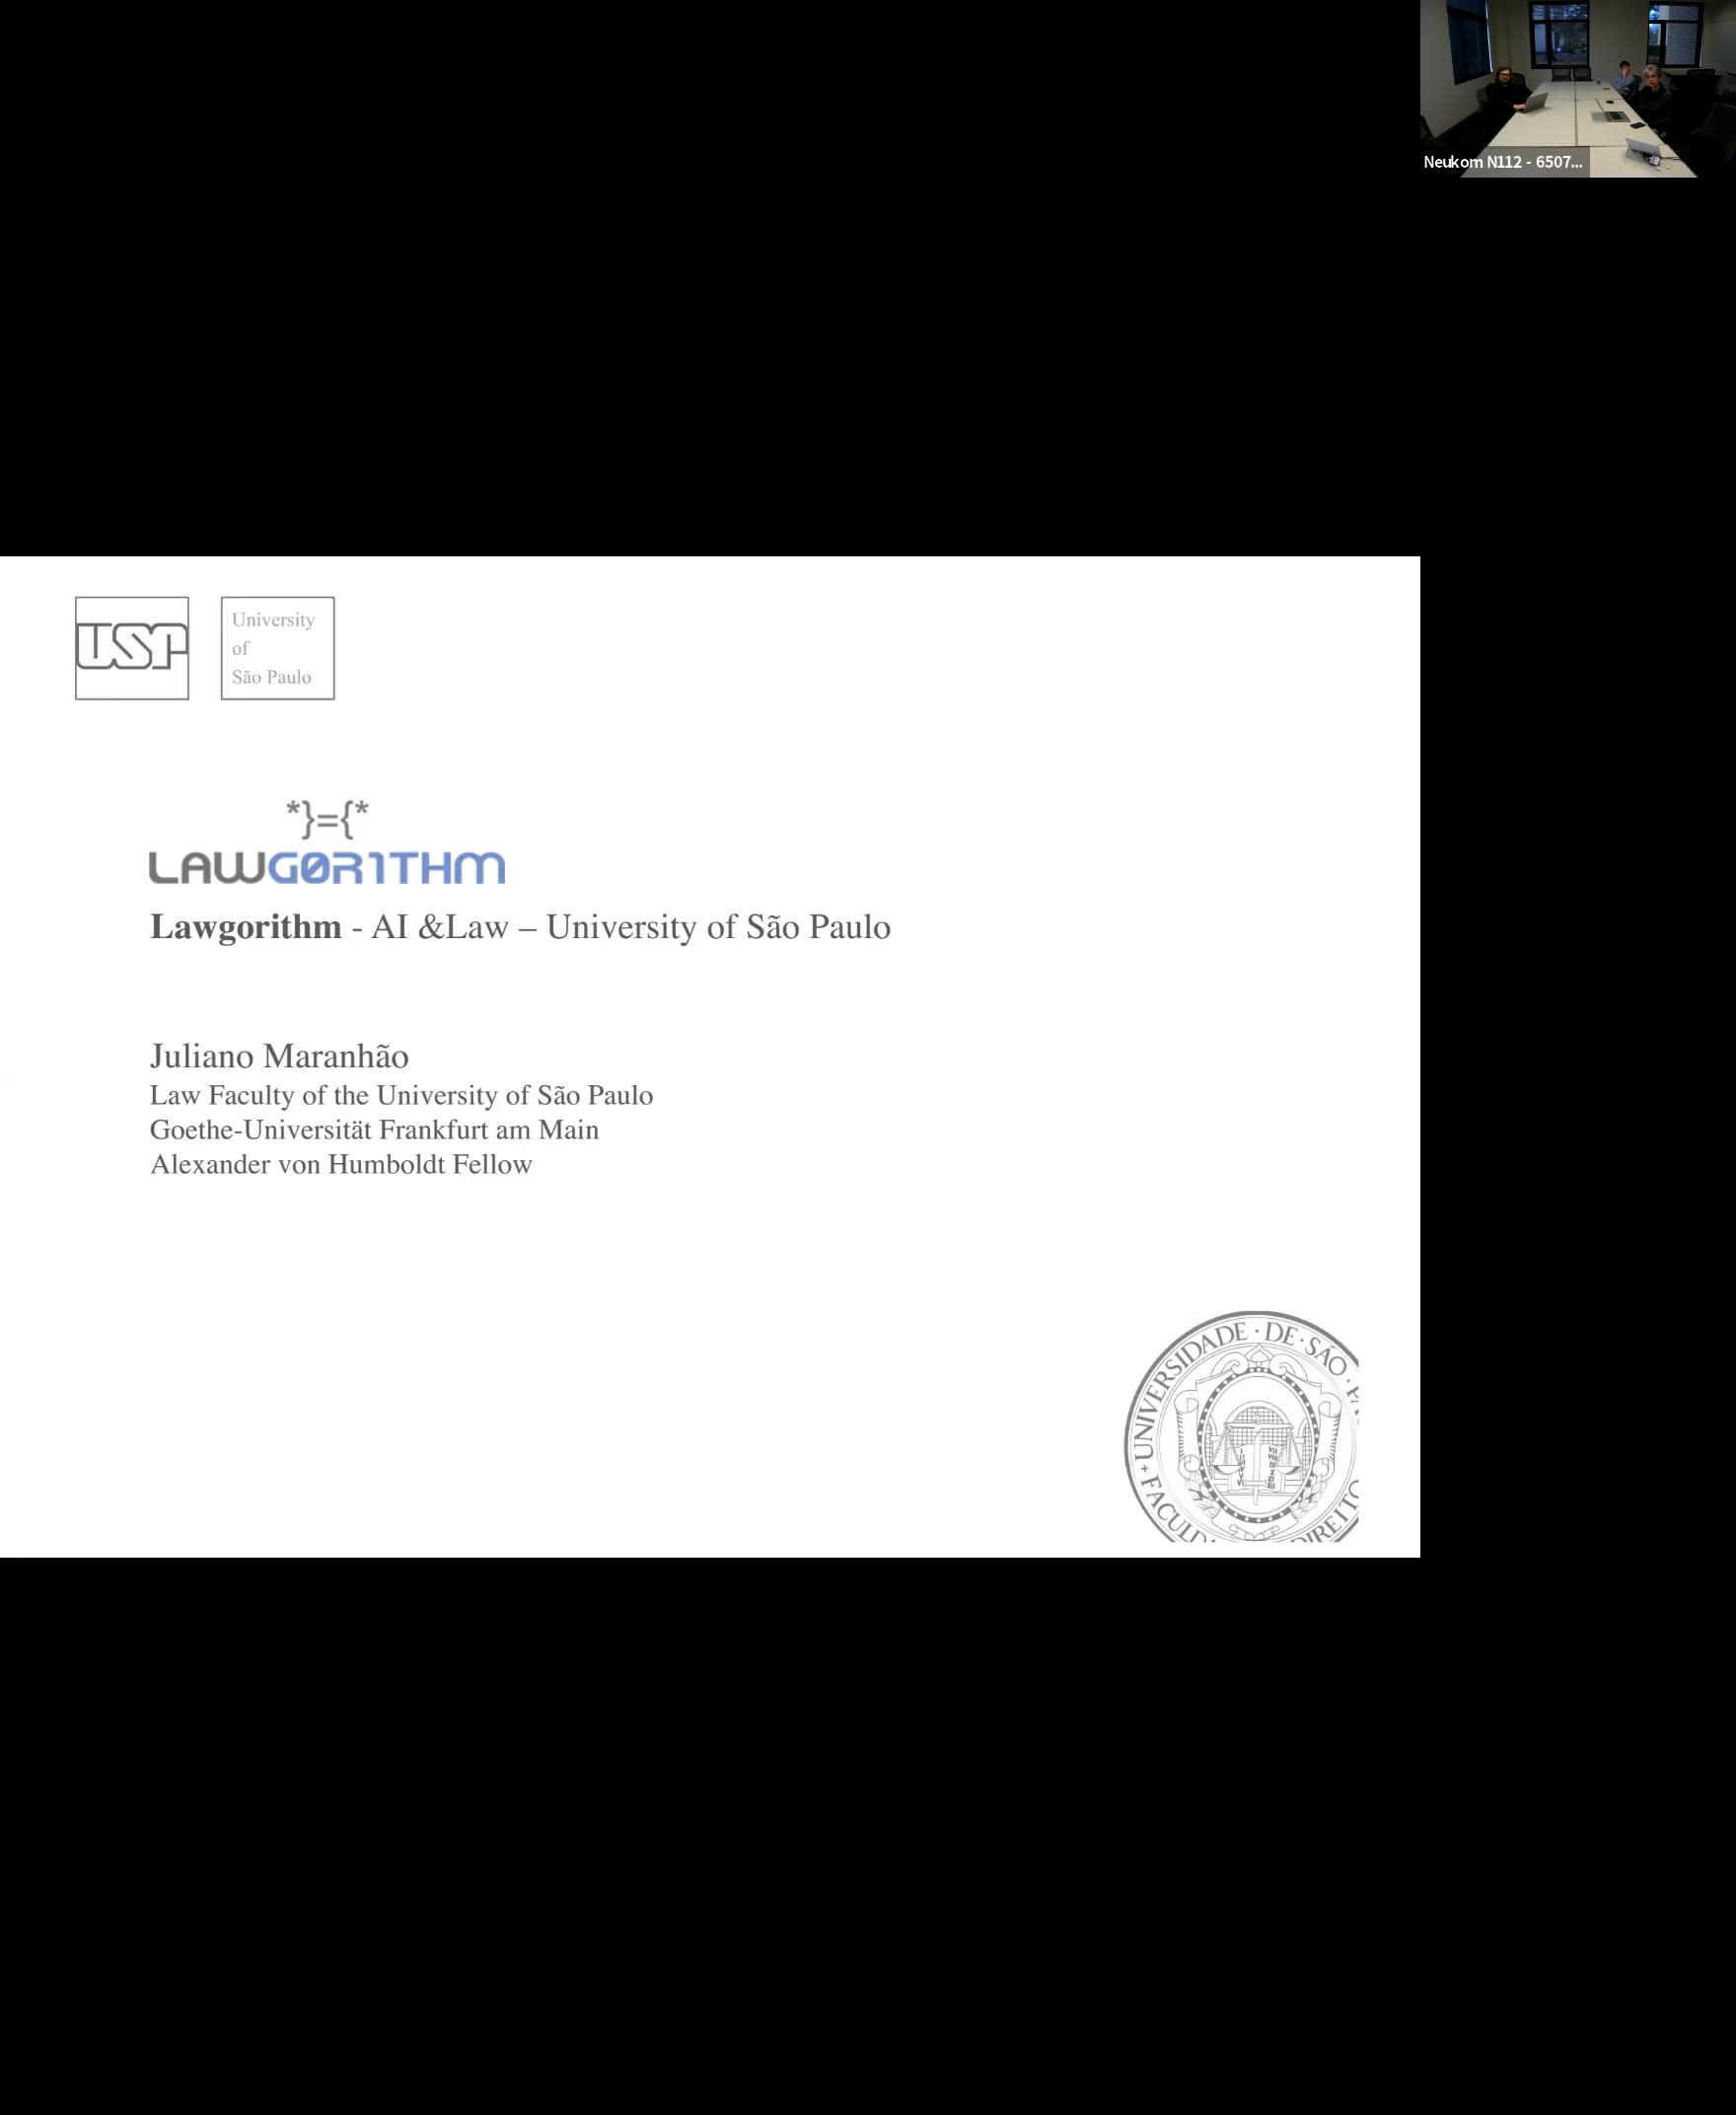 Neukom N112 - 6507...
USP
University
of
São Paulo
*}={*
LAWG0R1THM
Lawgorithm - AI &Law – University of São Paulo
Juliano Maranhão
Law Faculty of the University of São Paulo
Goethe-Universität Frankfurt am Main
Alexander von Humboldt Fellow
UNIVERSIDADE · DE · SÃO ·